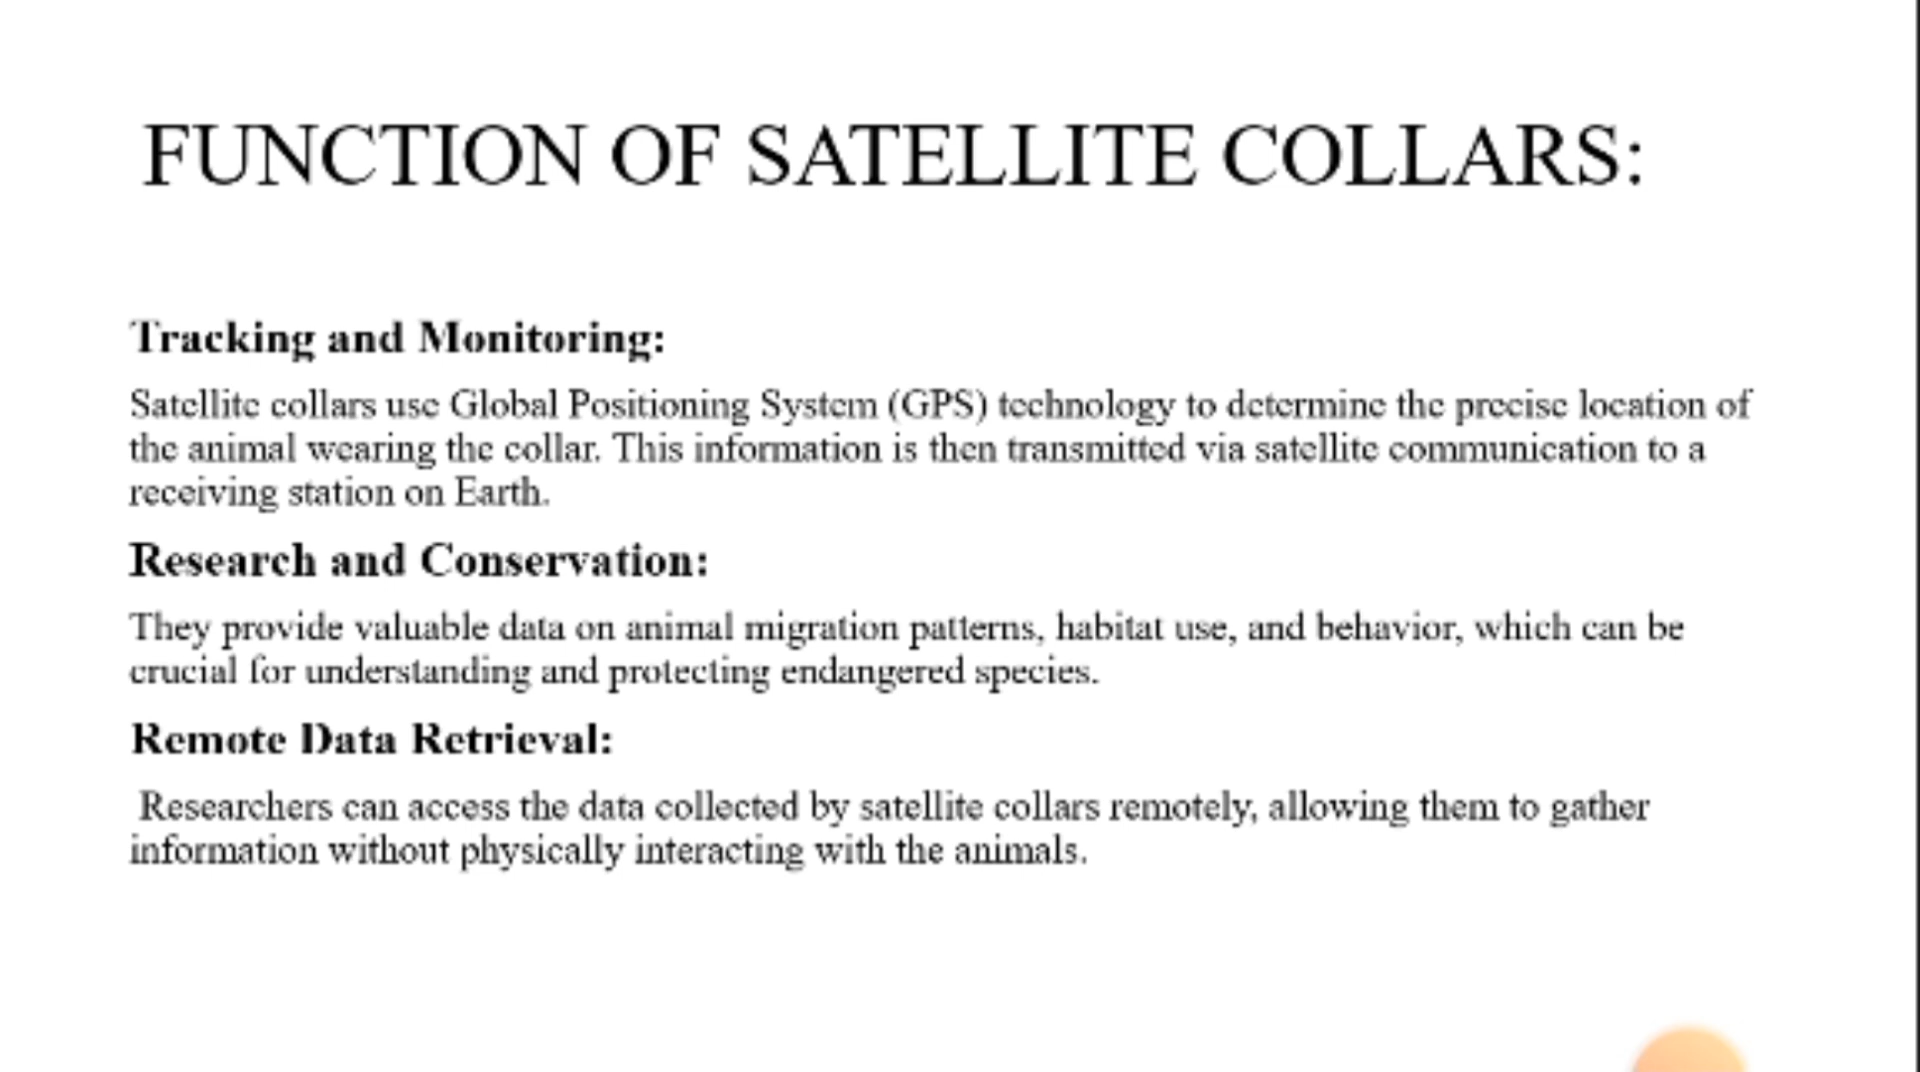 FUNCTION OF SATELLITE COLLARS:
Tracking and Monitoring:
Satellite collars use Global Positioning System (GPS) technology to determine the precise location of
the animal wearing the collar. This information is then transmitted via satellite communication to a
receiving station on Earth.
Research and Conservation:
They provide valuable data on animal migration patterns, habitat use, and behavior, which can be
crucial for understanding and protecting endangered species.
Remote Data Retrieval:
Researchers can access the data collected by satellite collars remotely, allowing them to gather
information without physically interacting with the animals.